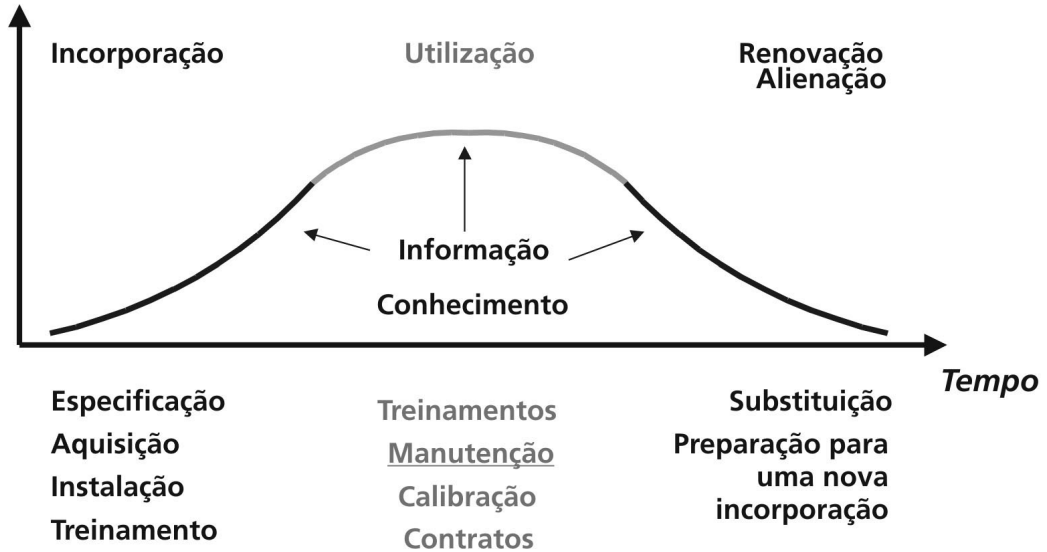 Incorporação
Utilização
Renovação
Alienação
Informação
Conhecimento
Tempo
Especificação
Aquisição
Instalação
Treinamento
Treinamentos
Manutenção
Calibração
Contratos
Substituição
Preparação para
uma nova
incorporação